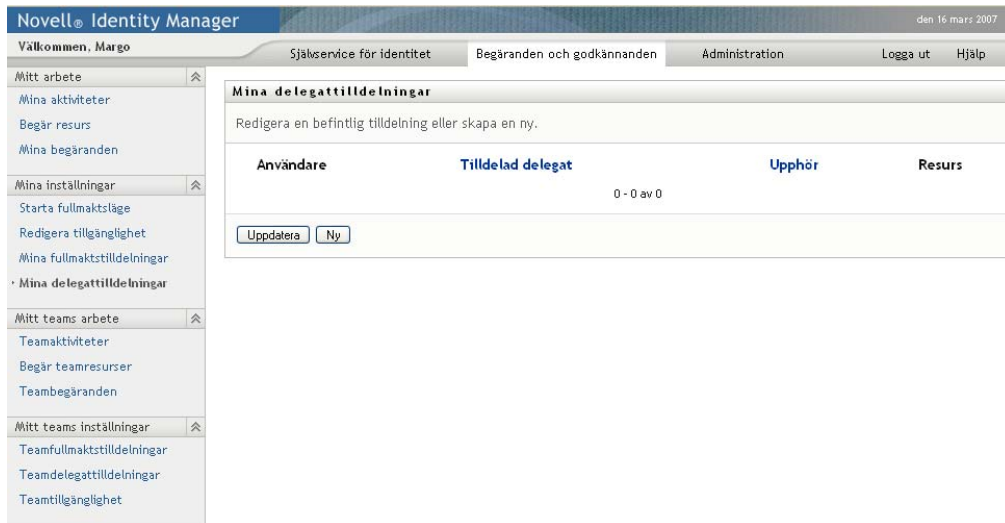 Novell® Identity Manager
den 16 mars 2007
Välkommen, Margo
Självservice för identitet
Begäranden och godkännanden
Administration
Logga ut
Hjälp
Mitt arbete
Mina aktiviteter
Begär resurs
Mina begäranden
Mina inställningar
Starta fullmaktsläge
Redigera tillgänglighet
Mina fullmaktstilldelningar
Mina delegattilldelningar
Mitt teams arbete
Teamaktiviteter
Begär teamresurser
Teambegäranden
Mitt teams inställningar
Teamfullmaktstilldelningar
Teamdelegattilldelningar
Teamtillgänglighet
Mina delegattilldelningar
Redigera en befintlig tilldelning eller skapa en ny.
Användare Tilldelad delegat Upphör Resurs
0 - 0 av 0
Uppdatera Ny